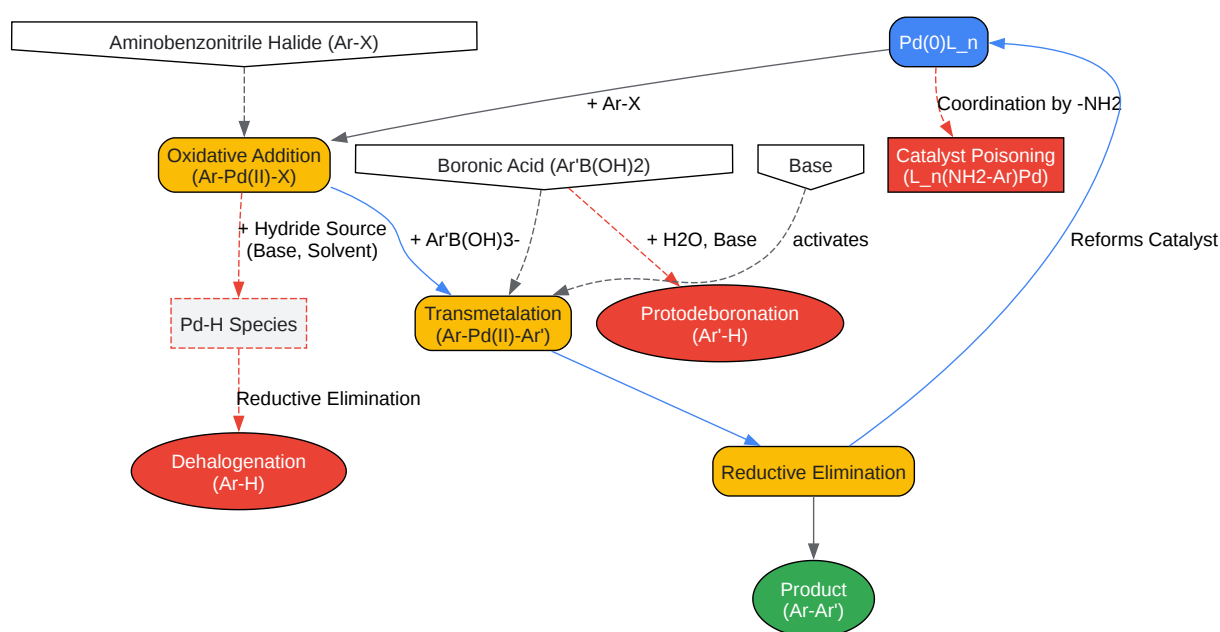 Aminobenzonitrile Halide (Ar-X)
Pd(0)L_n
+ Ar-X
Coordination by -NH2
Oxidative Addition
(Ar-Pd(II)-X)
Boronic Acid (Ar'B(OH)2)
Base
Catalyst Poisoning
(L_n(NH2-Ar)Pd)
+ Hydride Source
(Base, Solvent)
+ Ar'B(OH)3-
+ H2O, Base
activates
Reforms Catalyst
Pd-H Species
Transmetalation
(Ar-Pd(II)-Ar')
Protodeboronation
(Ar'-H)
Reductive Elimination
Dehalogenation
(Ar-H)
Reductive Elimination
Product
(Ar-Ar')